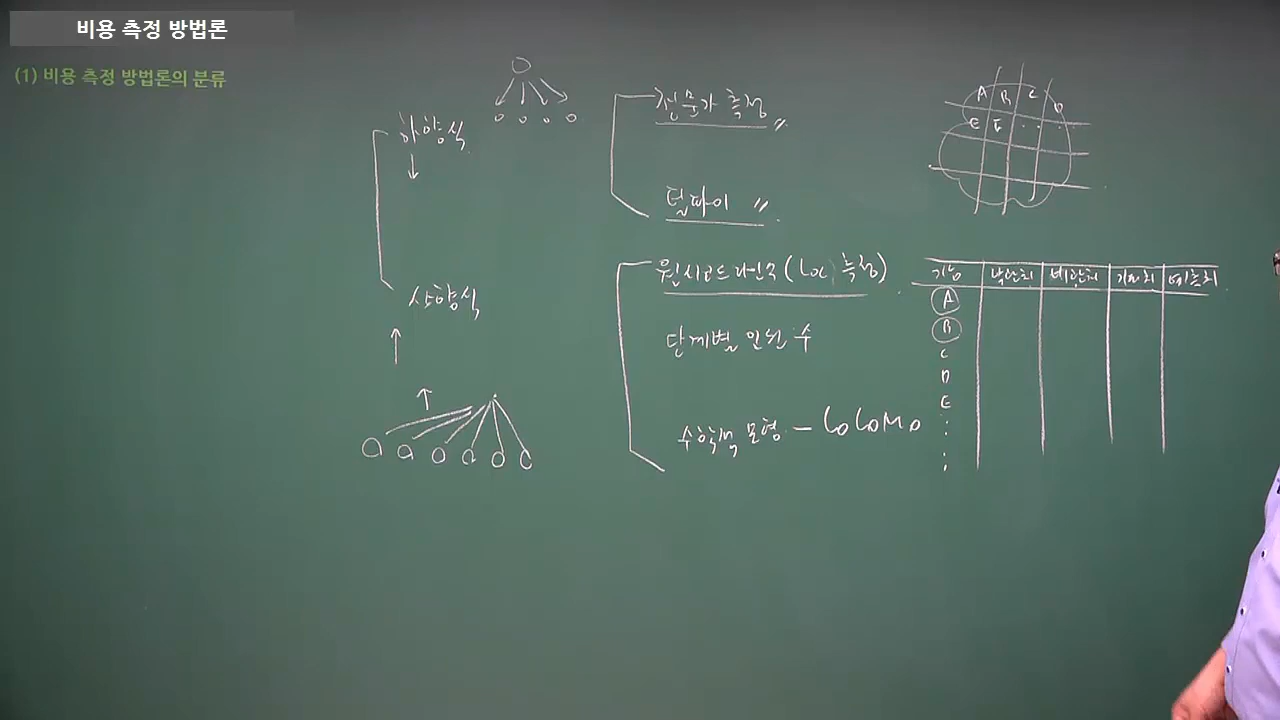 비용 측정 방법론
(1) 비용 측정 방법론의 분류
하향식
상향식
전문가 측정 〃
델파이 〃
원시코드 라인수 (Loc) 측정)
단계별 인원 수
수학적 모형 - CoCoMo
A B C D
E F . . .
기능 낙관치 비관치 기대치 예측치
A
B
C
D
E